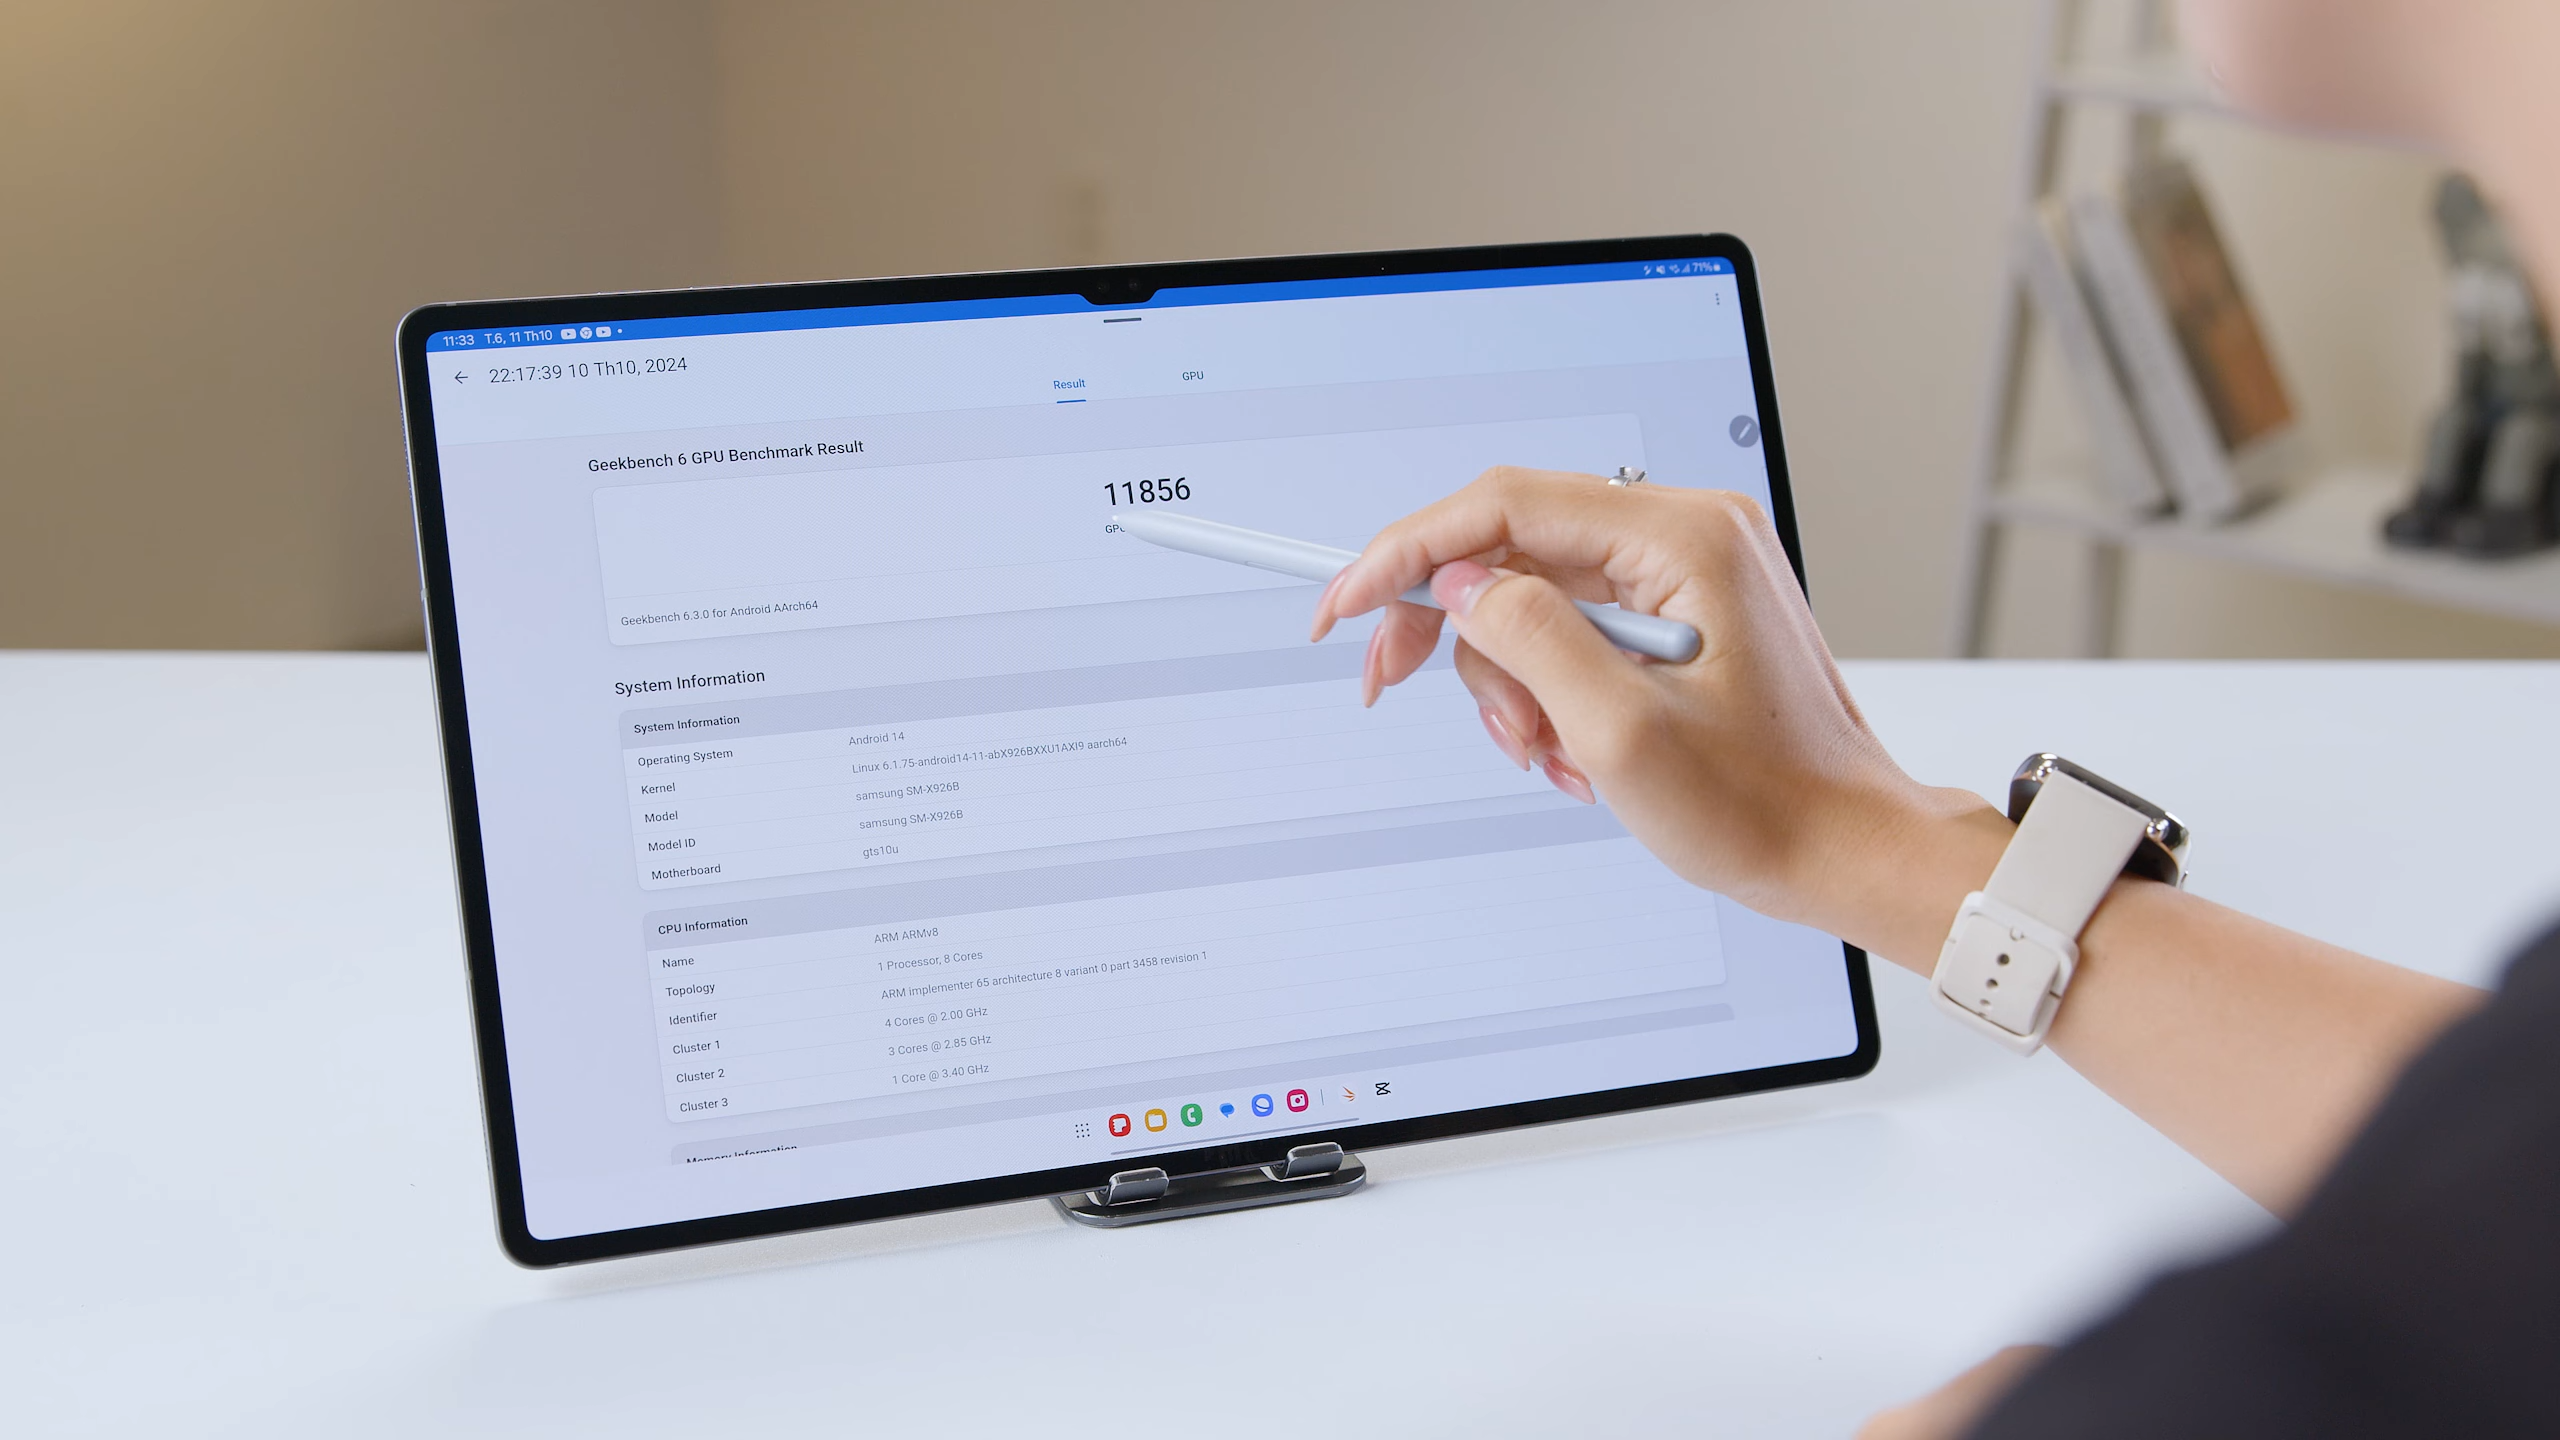 11:33 T.6, 11 Th10
71%
22:17:39 10 Th10, 2024
Result GPU
Geekbench 6 GPU Benchmark Result
11856
Geekbench 6.3.0 for Android AArch64
System Information
System Information
Operating System Android 14
Kernel Linux 6.1.75-android14-11-abX926BXXU1AXI9 aarch64
Model samsung SM-X926B
Model ID samsung SM-X926B
Motherboard gts10u
CPU Information
Name ARM ARMv8
Topology 1 Processor, 8 Cores
Identifier ARM implementer 65 architecture 8 variant 0 part 3458 revision 1
Cluster 1 4 Cores @ 2.00 GHz
Cluster 2 3 Cores @ 2.85 GHz
Cluster 3 1 Core @ 3.40 GHz
Memory Information